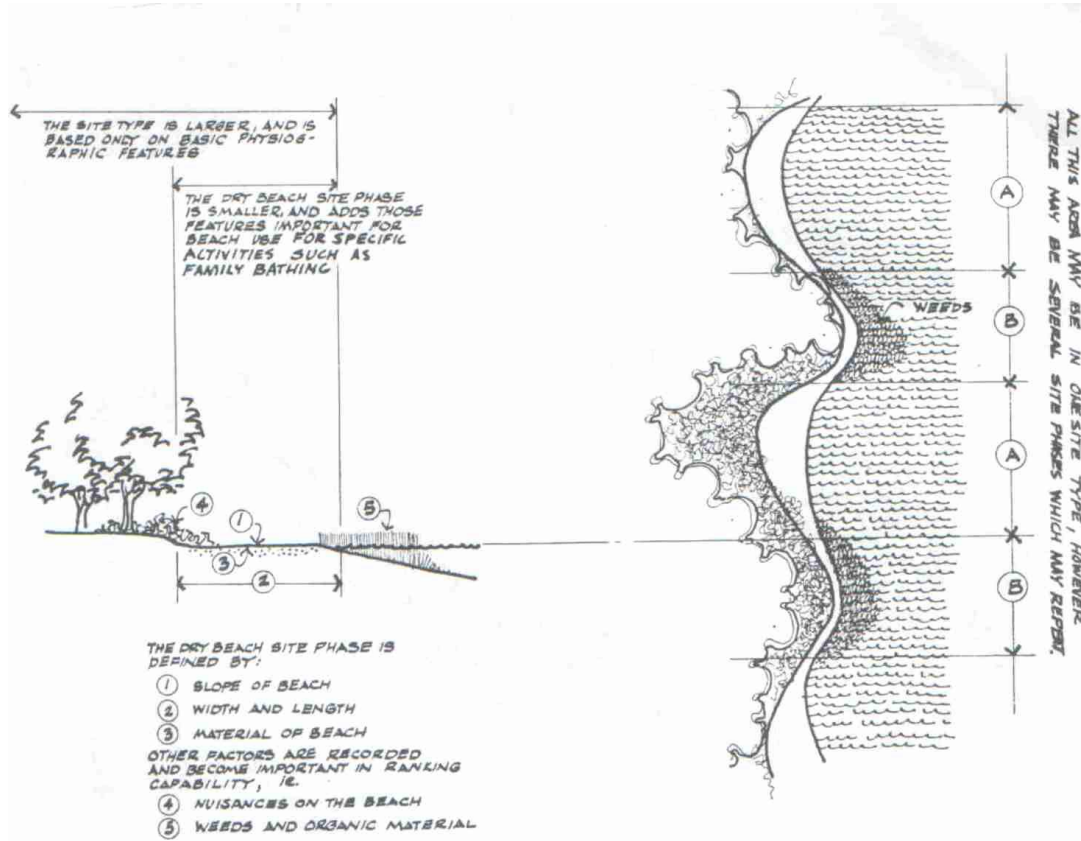 THE SITE TYPE IS LARGER, AND IS
BASED ONLY ON BASIC PHYSIOG-
RAPHIC FEATURES
THE DRY BEACH SITE PHASE
IS SMALLER, AND ADDS THOSE
FEATURES IMPORTANT FOR
BEACH USE FOR SPECIFIC
ACTIVITIES SUCH AS
FAMILY BATHING
4
1
5
3
2
THE DRY BEACH SITE PHASE IS
DEFINED BY:
1 SLOPE OF BEACH
2 WIDTH AND LENGTH
3 MATERIAL OF BEACH
OTHER FACTORS ARE RECORDED
AND BECOME IMPORTANT IN RANKING
CAPABILITY, ie.
4 NUISANCES ON THE BEACH
5 WEEDS AND ORGANIC MATERIAL
WEEDS
A
B
A
B
ALL THIS AREA MAY BE IN ONE SITE TYPE, HOWEVER
THERE MAY BE SEVERAL SITE PHASES WHICH MAY REPEAT.